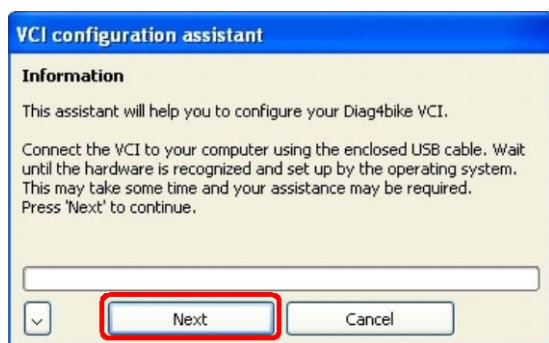 VCI configuration assistant
Information
This assistant will help you to configure your Diag4bike VCI.
Connect the VCI to your computer using the enclosed USB cable. Wait
until the hardware is recognized and set up by the operating system.
This may take some time and your assistance may be required.
Press 'Next' to continue.
Next
Cancel